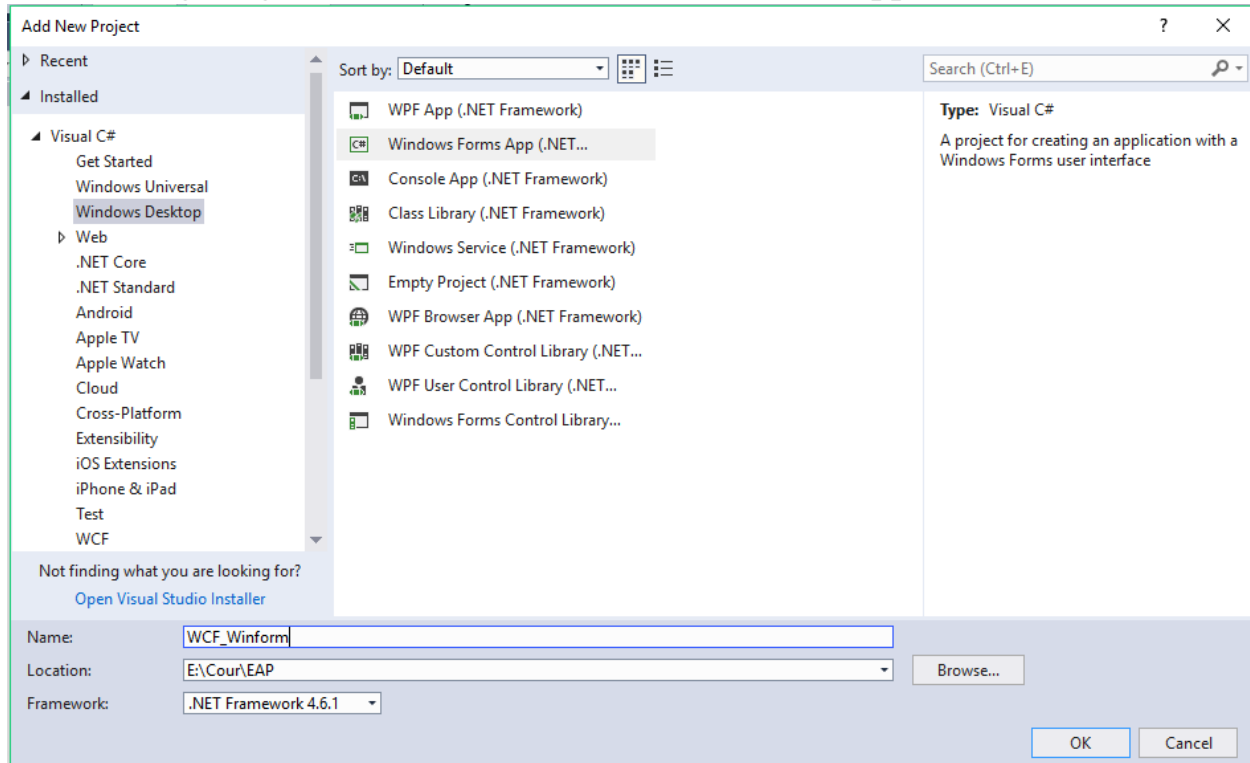 Add New Project
?
Recent
Installed
Visual C#
Get Started
Windows Universal
Windows Desktop
Web
.NET Core
.NET Standard
Android
Apple TV
Apple Watch
Cloud
Cross-Platform
Extensibility
iOS Extensions
iPhone & iPad
Test
WCF
Not finding what you are looking for?
Open Visual Studio Installer
Sort by: Default
WPF App (.NET Framework)
C# Windows Forms App (.NET...
C:\ Console App (.NET Framework)
Class Library (.NET Framework)
Windows Service (.NET Framework)
Empty Project (.NET Framework)
WPF Browser App (.NET Framework)
WPF Custom Control Library (.NET...
WPF User Control Library (.NET...
Windows Forms Control Library...
Search (Ctrl+E)
Type: Visual C#
A project for creating an application with a
Windows Forms user interface
Name: WCF_Winform
Location: E:\Cour\EAP
Browse...
Framework: .NET Framework 4.6.1
OK Cancel